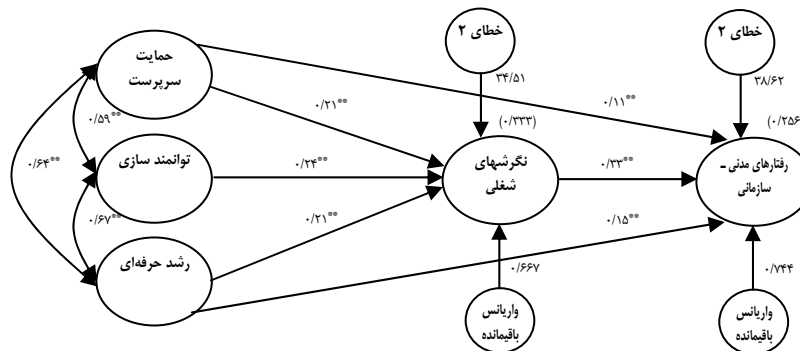 خطای ۲
خطای ۲
حمایت
سرپرست
۳۴/۵۱
۳۸/۶۲
۰/۱۱**
۰/۲۱**
(۰/۳۳۳)
(۰/۲۵۶
۰/۵۹**
۰/۶۴**
توانمند سازی
۰/۲۴**
نگرشهای
شغلی
۰/۳۳**
رفتارهای مدنی –
سازمانی
۰/۶۷**
۰/۲۱**
۰/۱۵**
رشد حرفه‌ای
۰/۶۶۷
۰/۷۴۴
واریانس
باقیمانده
واریانس
باقیمانده